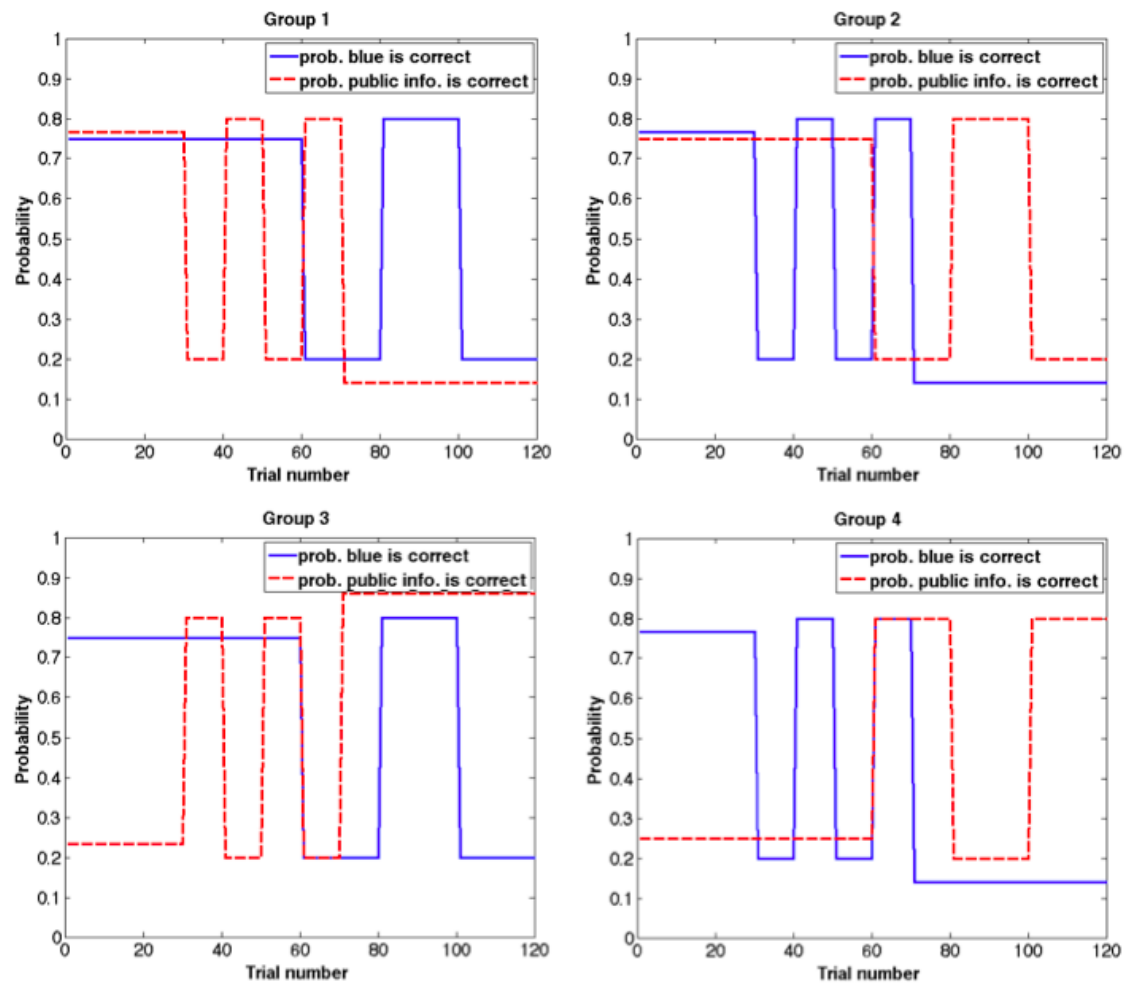 Group 1
1
0.9
0.8
0.7
0.6
0.5
0.4
0.3
0.2
0.1
0
Probability
prob. blue is correct
prob. public info. is correct
0 20 40 60 80 100 120
Trial number
Group 2
1
0.9
0.8
0.7
0.6
0.5
0.4
0.3
0.2
0.1
0
Probability
prob. blue is correct
prob. public info. is correct
0 20 40 60 80 100 120
Trial number
Group 3
1
0.9
0.8
0.7
0.6
0.5
0.4
0.3
0.2
0.1
0
Probability
prob. blue is correct
prob. public info. is correct
0 20 40 60 80 100 120
Trial number
Group 4
1
0.9
0.8
0.7
0.6
0.5
0.4
0.3
0.2
0.1
0
Probability
prob. blue is correct
prob. public info. is correct
0 20 40 60 80 100 120
Trial number